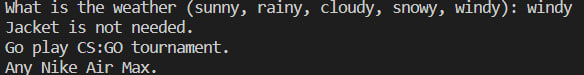 What is the weather (sunny, rainy, cloudy, snowy, windy): windy
Jacket is not needed.
Go play CS:GO tournament.
Any Nike Air Max.